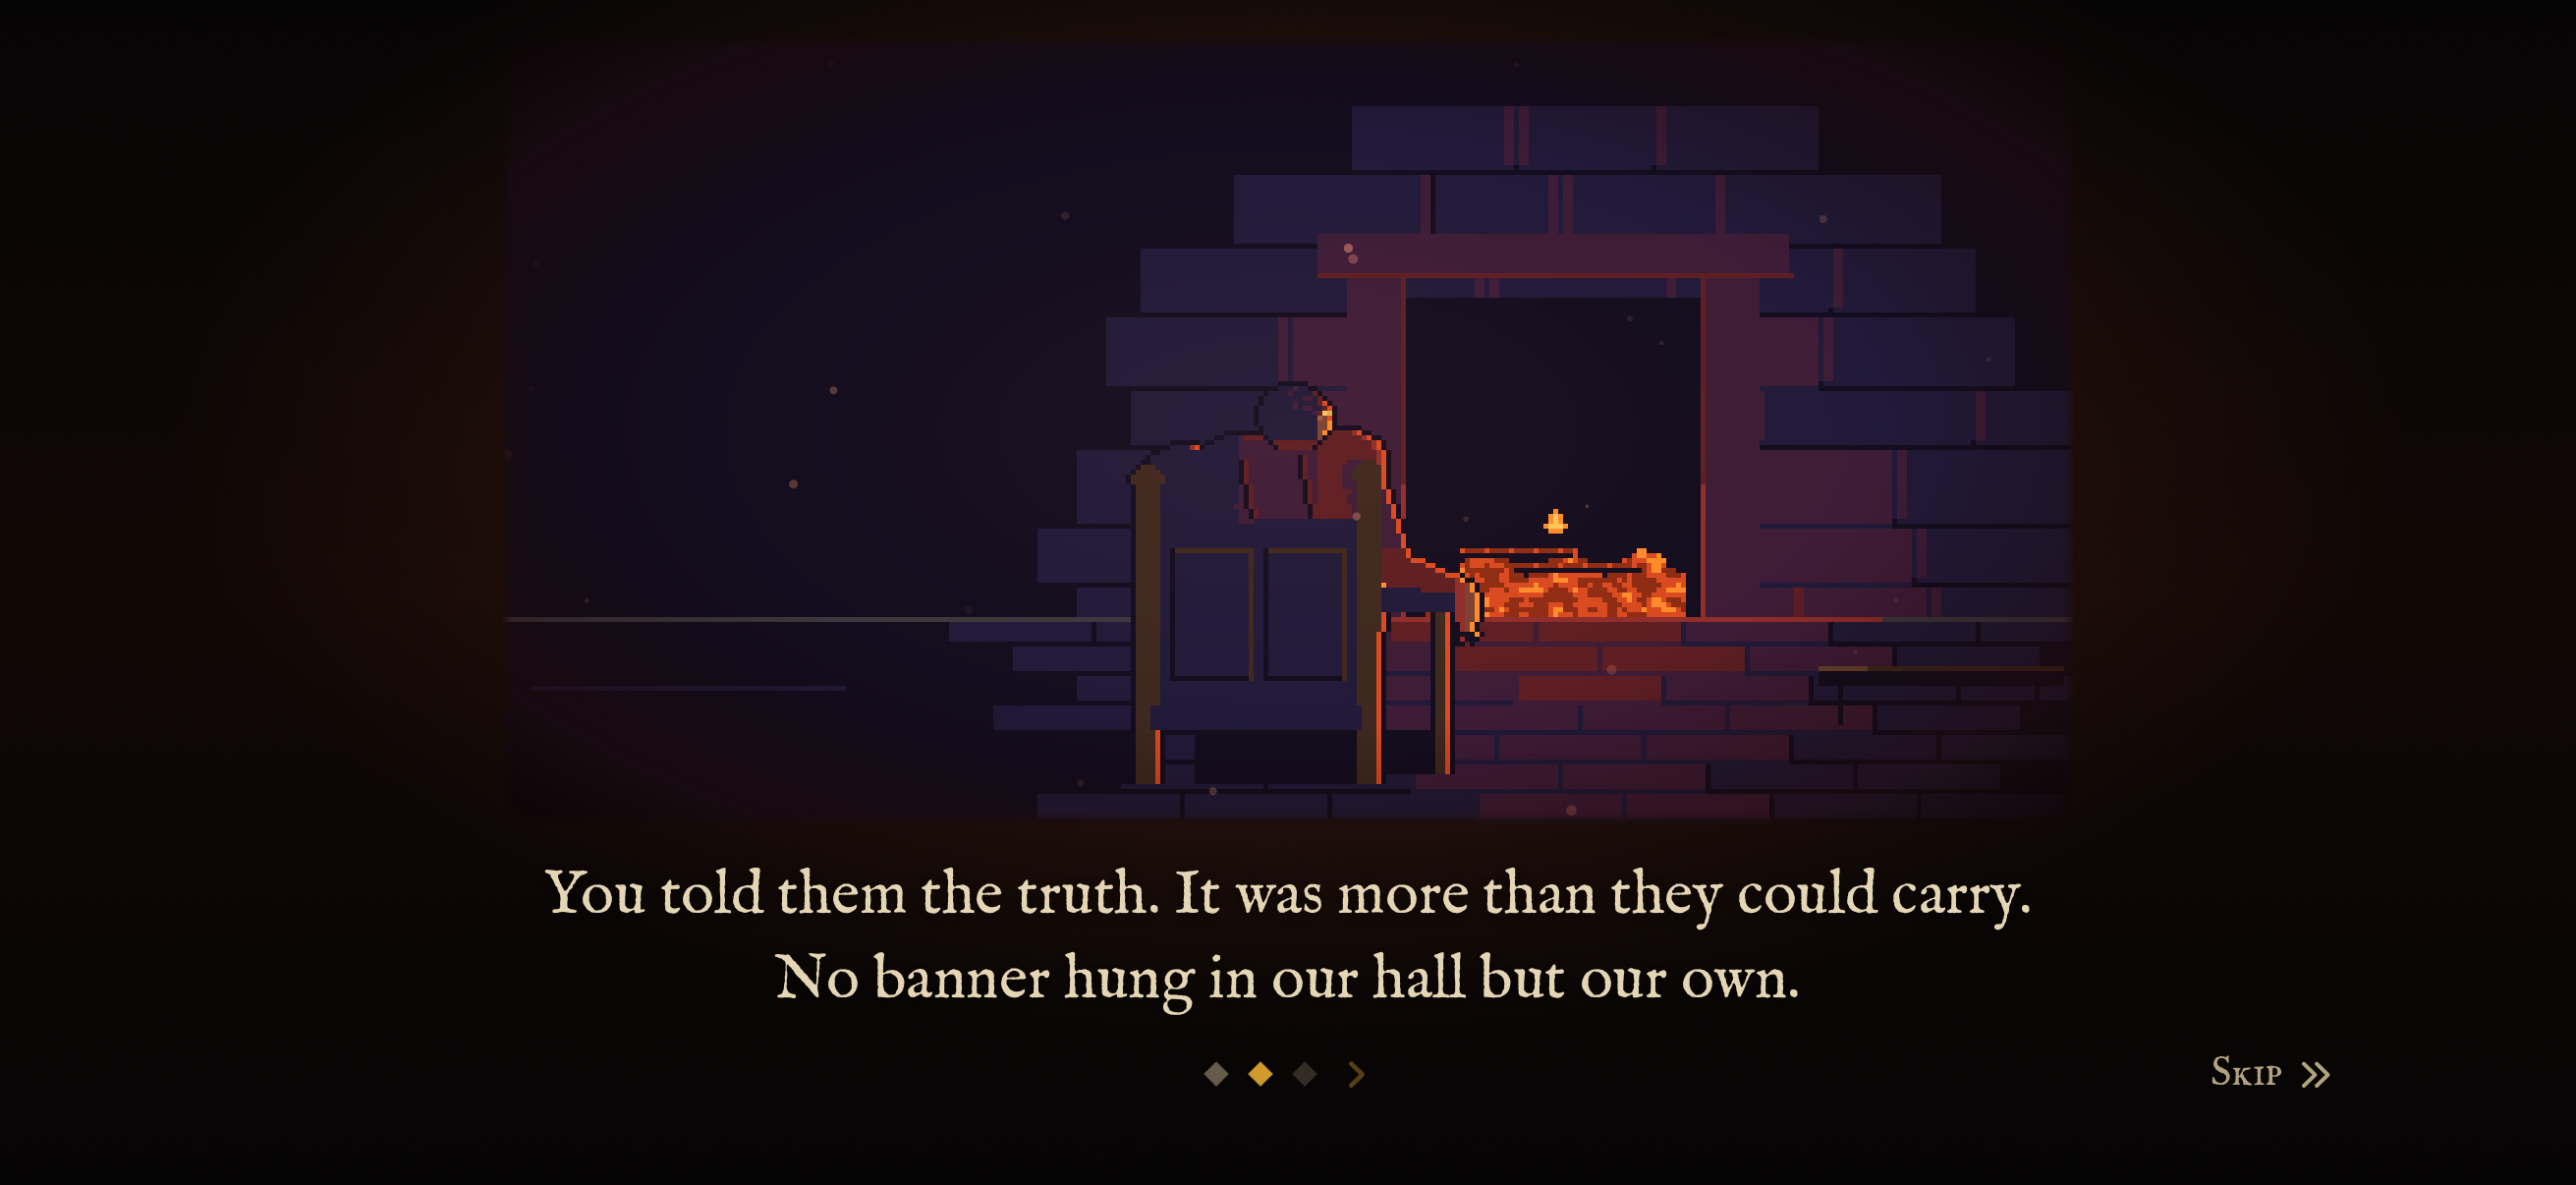 You told them the truth. It was more than they could carry.
No banner hung in our hall but our own.
Skip